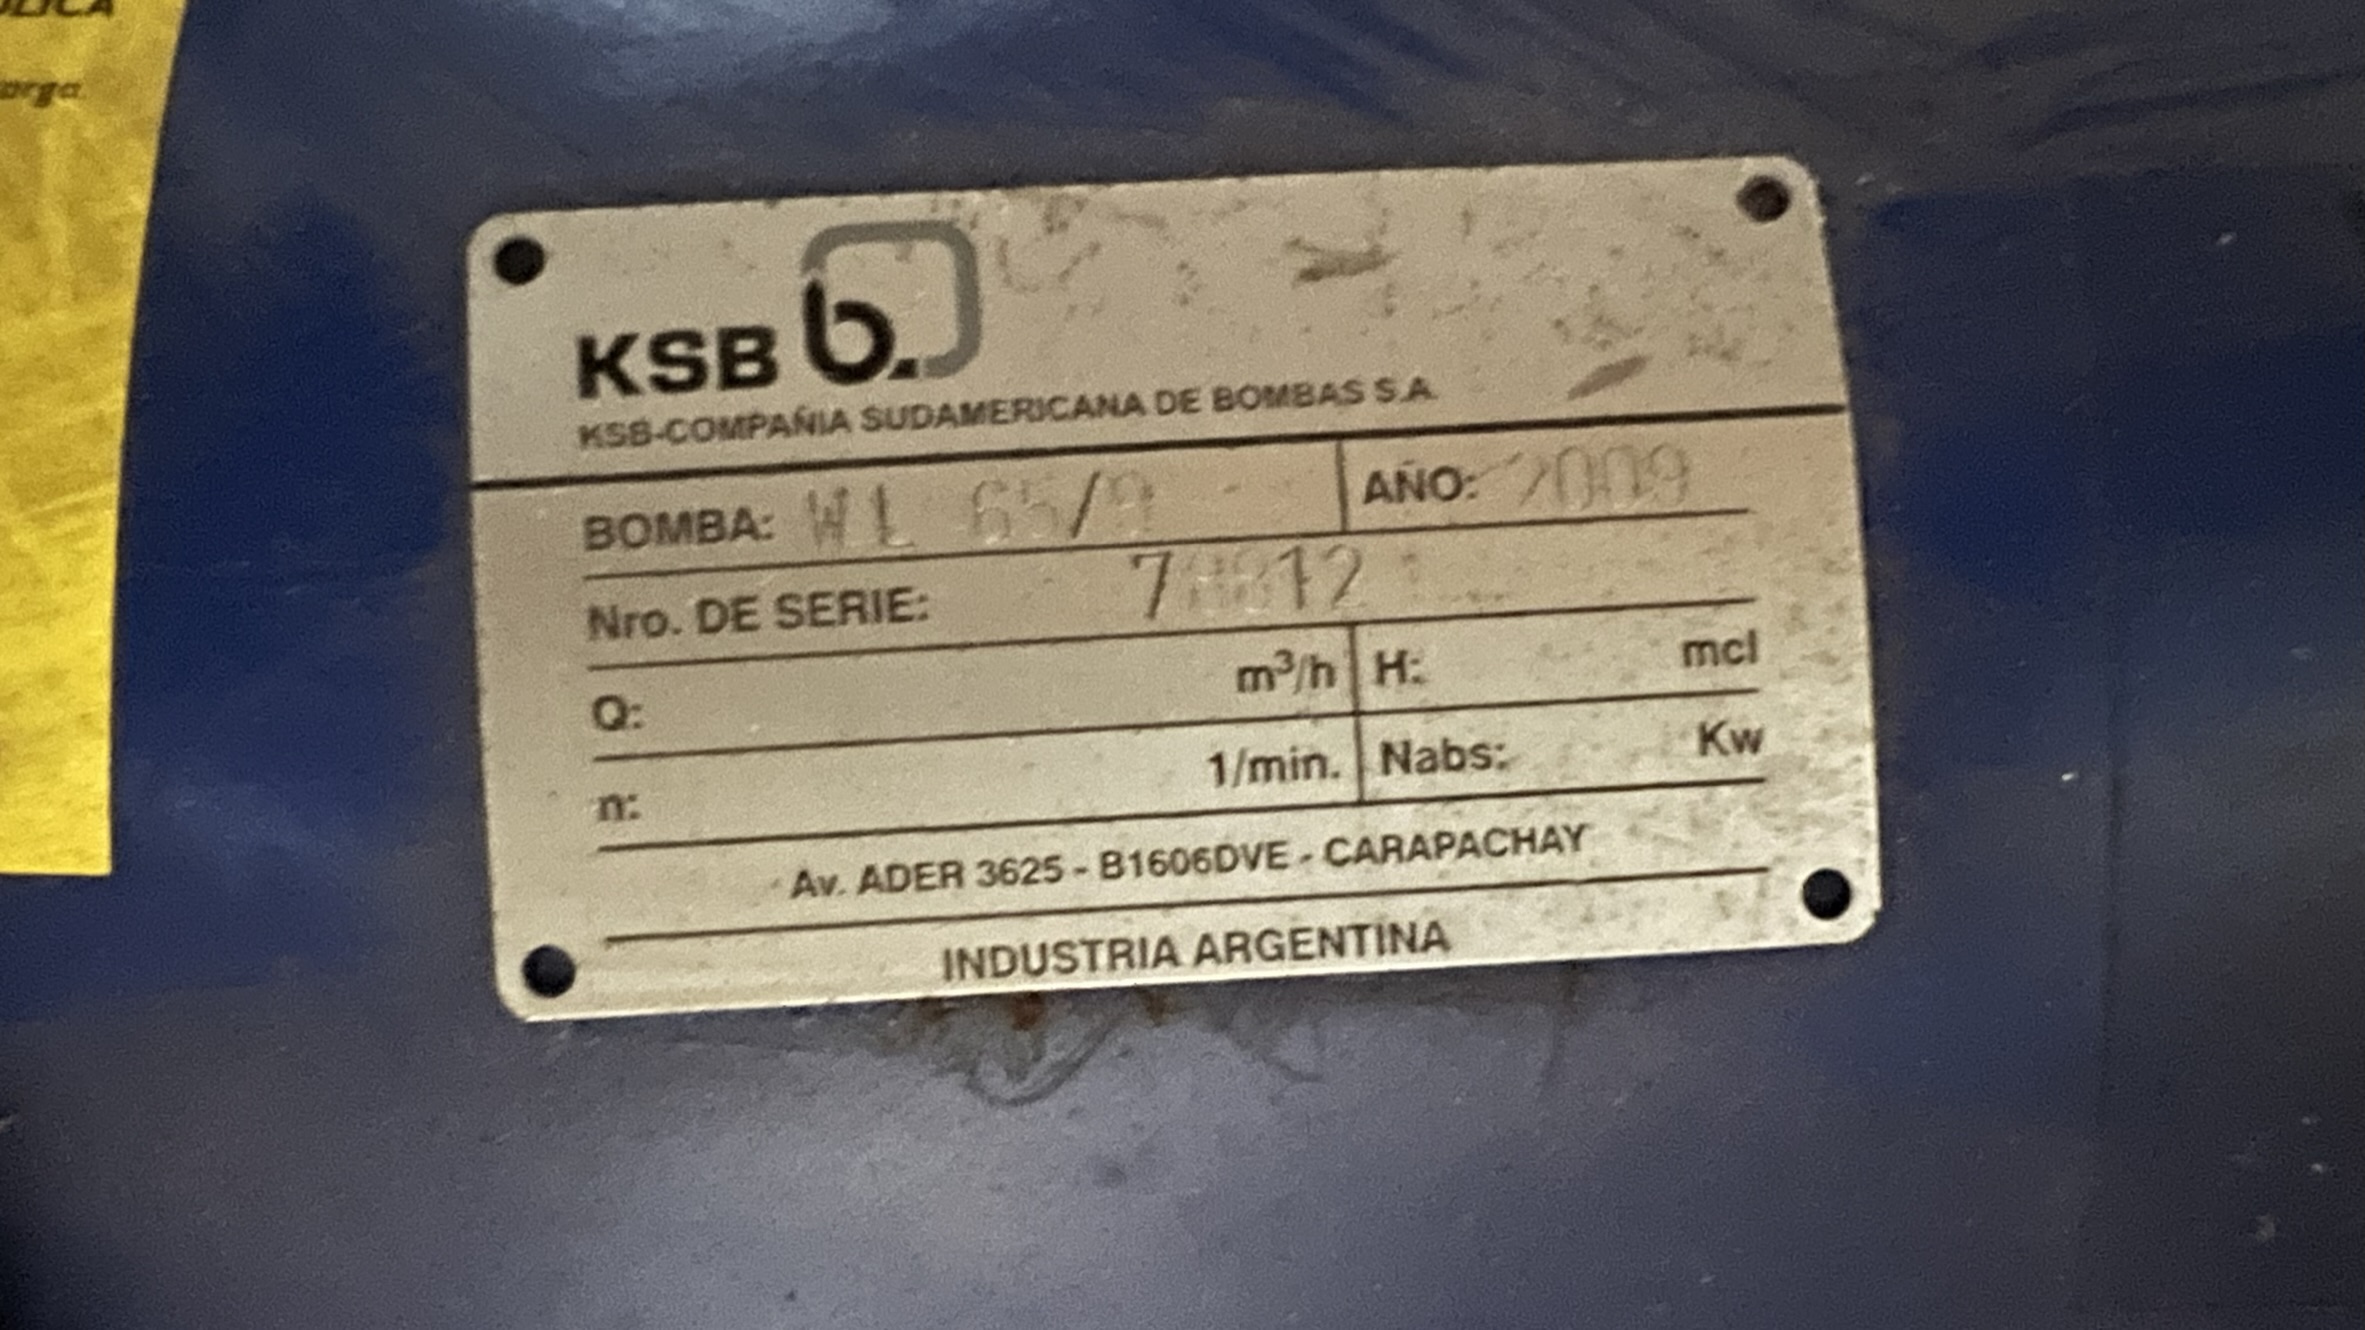 arga.
KSB b.
KSB-COMPAÑIA SUDAMERICANA DE BOMBAS S.A.
BOMBA: WL 65/9 AÑO: 2009
Nro. DE SERIE:
Q: m³/h H: mcl
n: 1/min. Nabs: Kw
Av. ADER 3625 - B1606DVE - CARAPACHAY
INDUSTRIA ARGENTINA